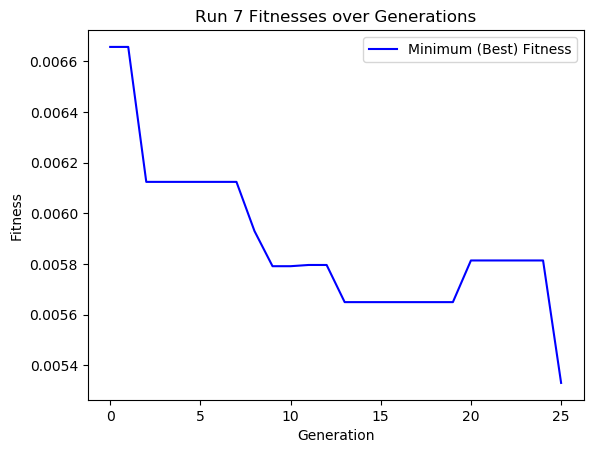 Run 7 Fitnesses over Generations
Minimum (Best) Fitness
Fitness
0.0066
0.0064
0.0062
0.0060
0.0058
0.0056
0.0054
0 5 10 15 20 25
Generation